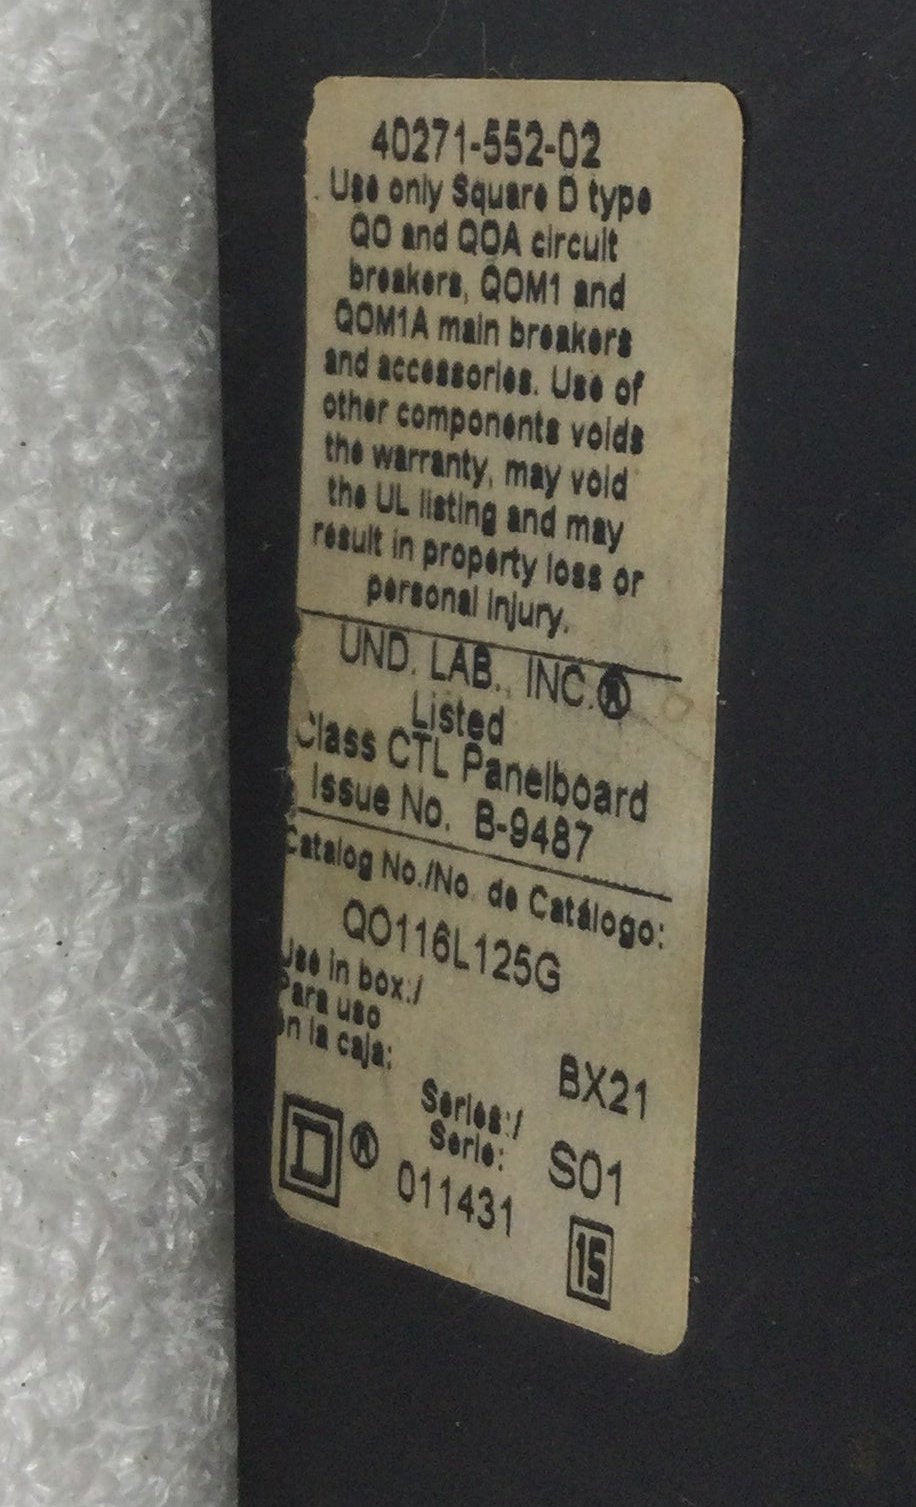 40271-552-02
Use only Square D type
QO and QOA circuit
breakers, QOM1 and
QOM1A main breakers
and accessories. Use of
other components voids
the warranty, may void
the UL listing and may
result in property loss or
personal injury.
UND. LAB., INC.®
Listed
Class CTL Panelboard
Issue No. B-9487
Catalog No./No. de Catálogo:
QO116L125G
Use in box:/
Para uso
en la caja:
BX21
Series:/
Serie:
S01
D®
011431
15